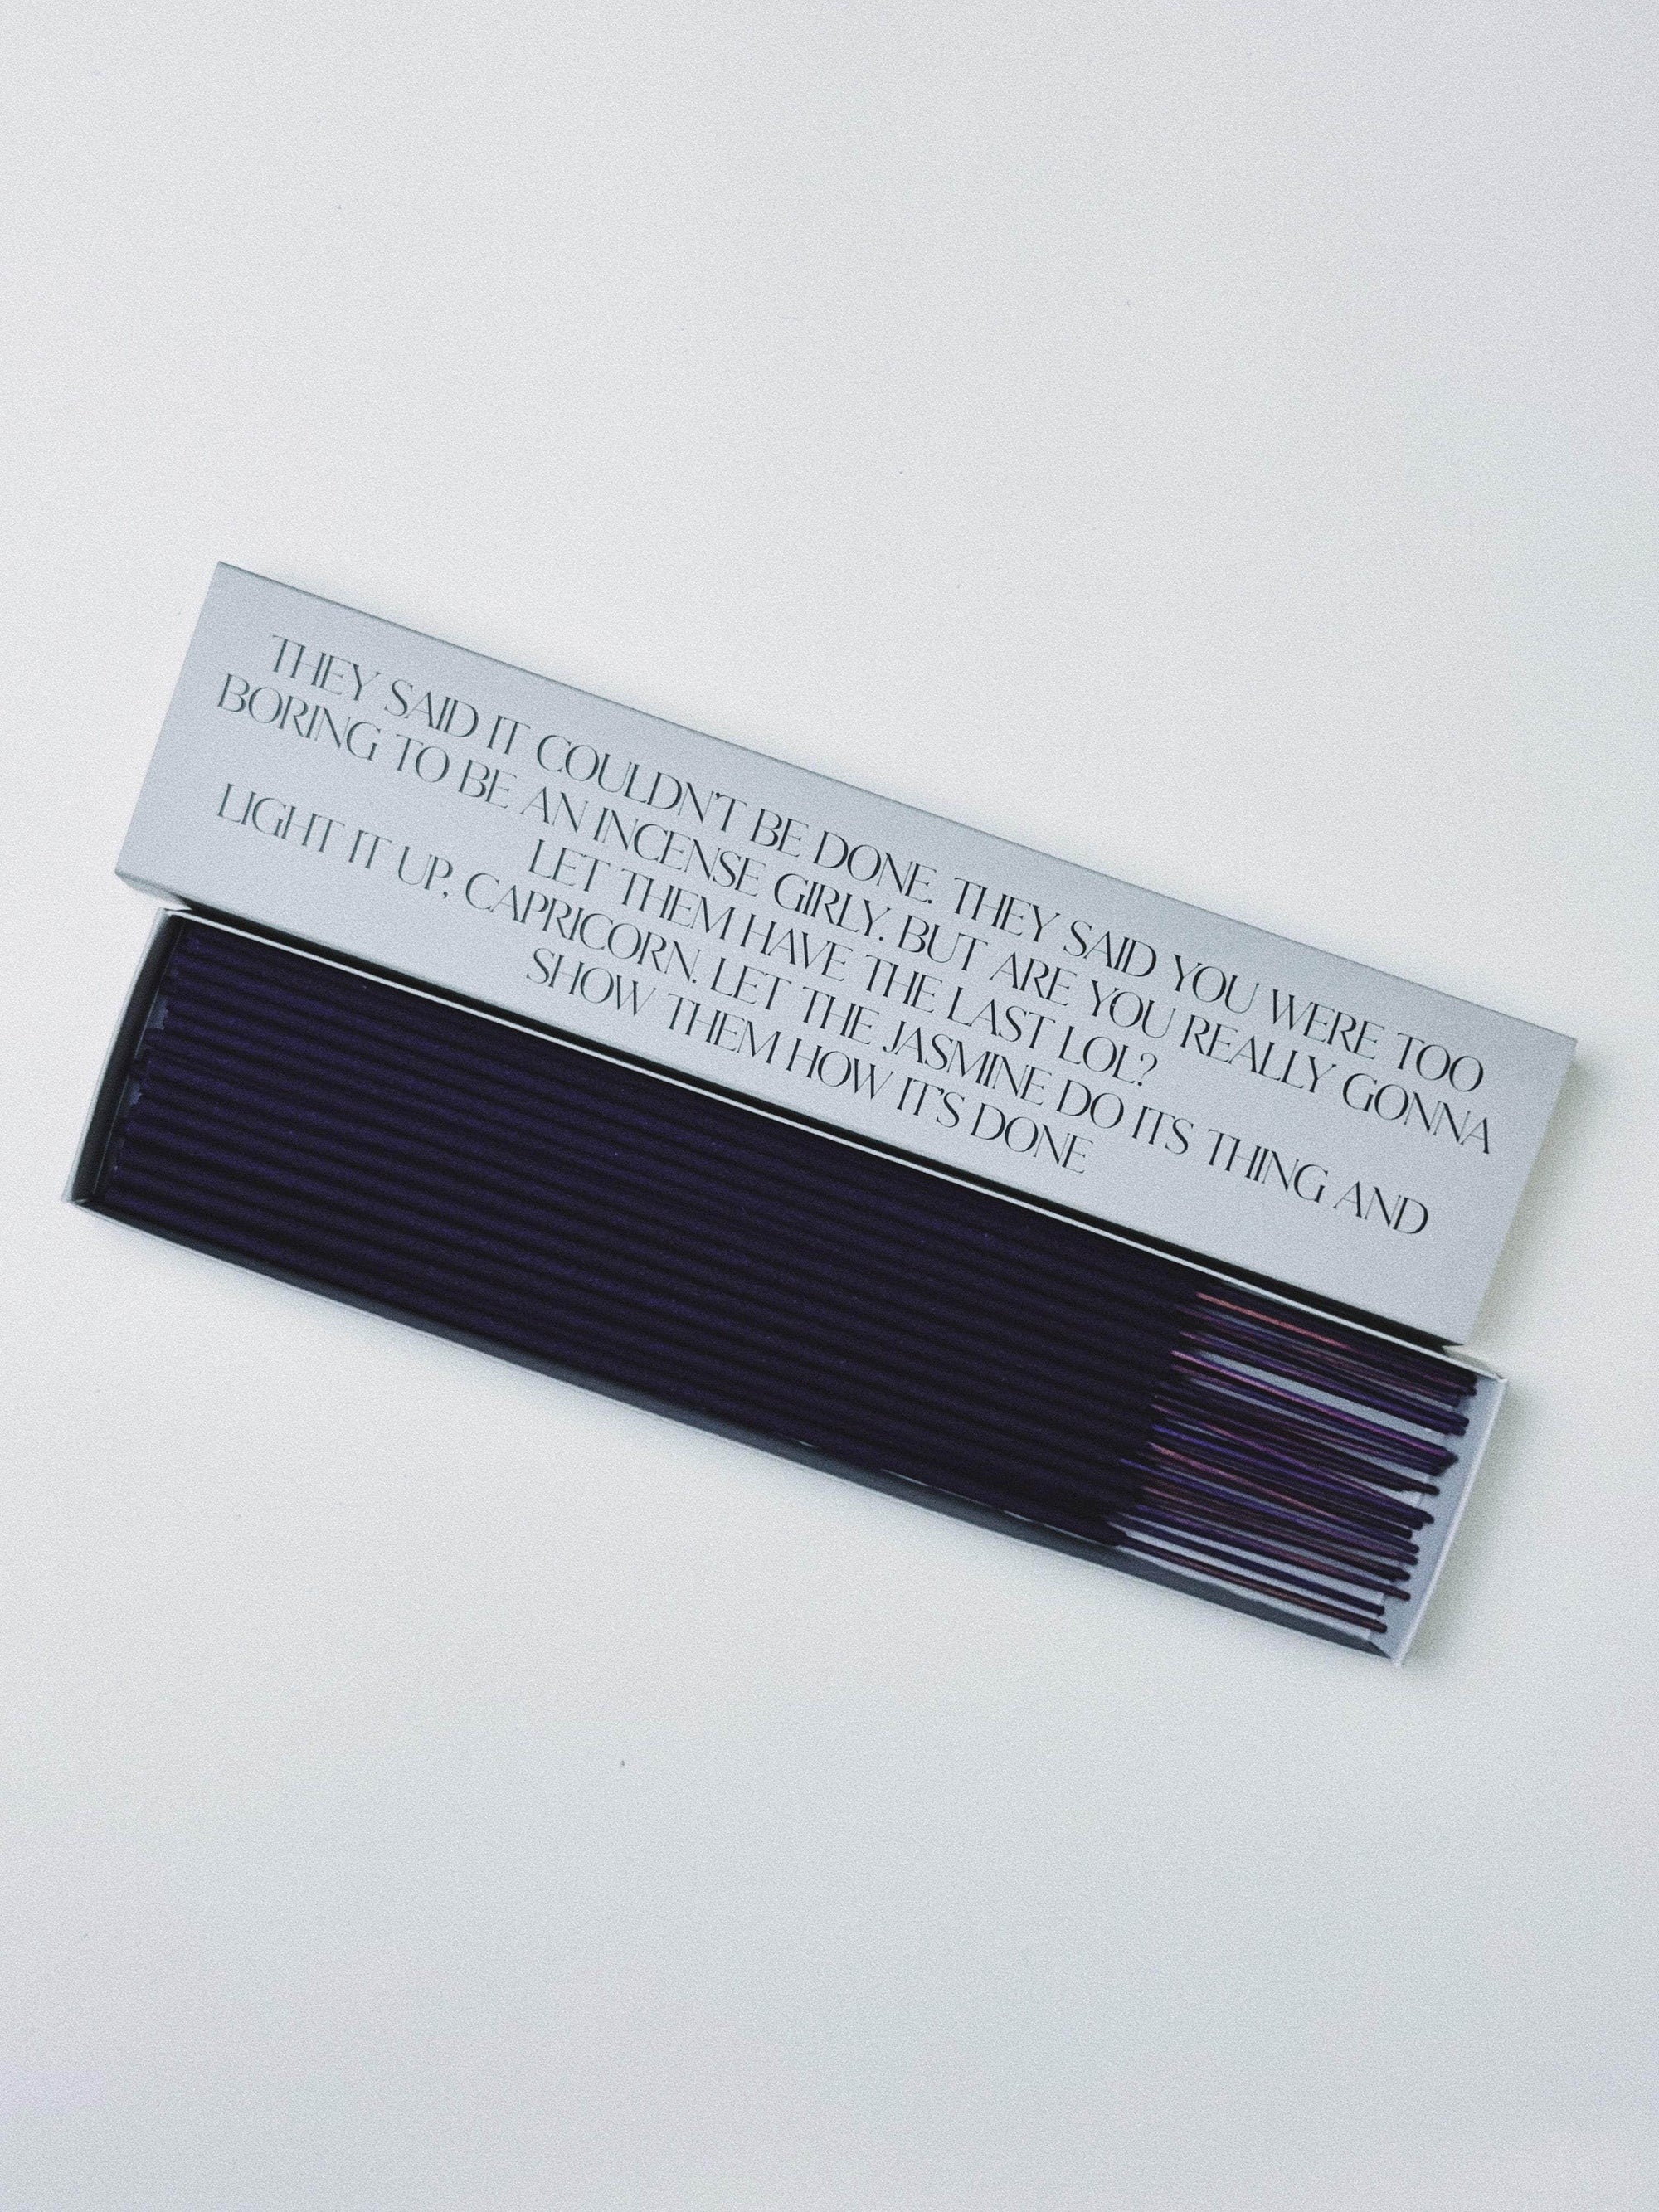 THEY SAID IT COULDN'T BE DONE. THEY SAID YOU WERE TOO
BORING TO BE AN INCENSE GIRLY. BUT ARE YOU REALLY GONNA
LET THEM HAVE THE LAST LOL?
LIGHT IT UP, CAPRICORN. LET THE JASMINE DO ITS THING AND
SHOW THEM HOW IT'S DONE